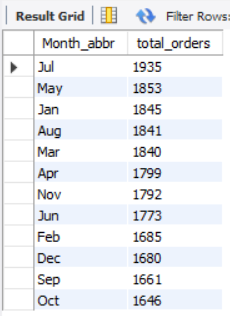 Result Grid Filter Rows:
Month_abbr total_orders
Jul 1935
May 1853
Jan 1845
Aug 1841
Mar 1840
Apr 1799
Nov 1792
Jun 1773
Feb 1685
Dec 1680
Sep 1661
Oct 1646